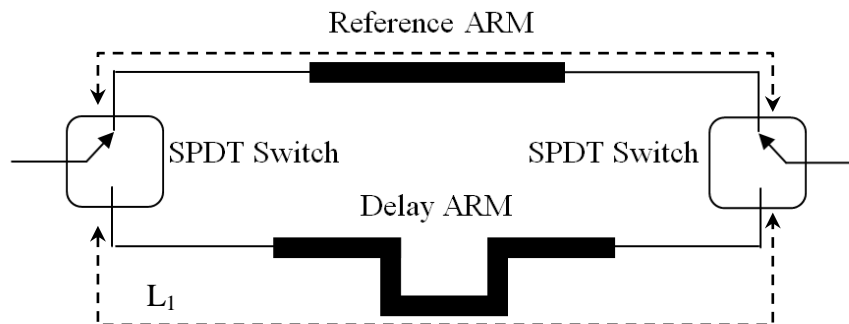 Reference ARM
SPDT Switch
SPDT Switch
Delay ARM
L₁